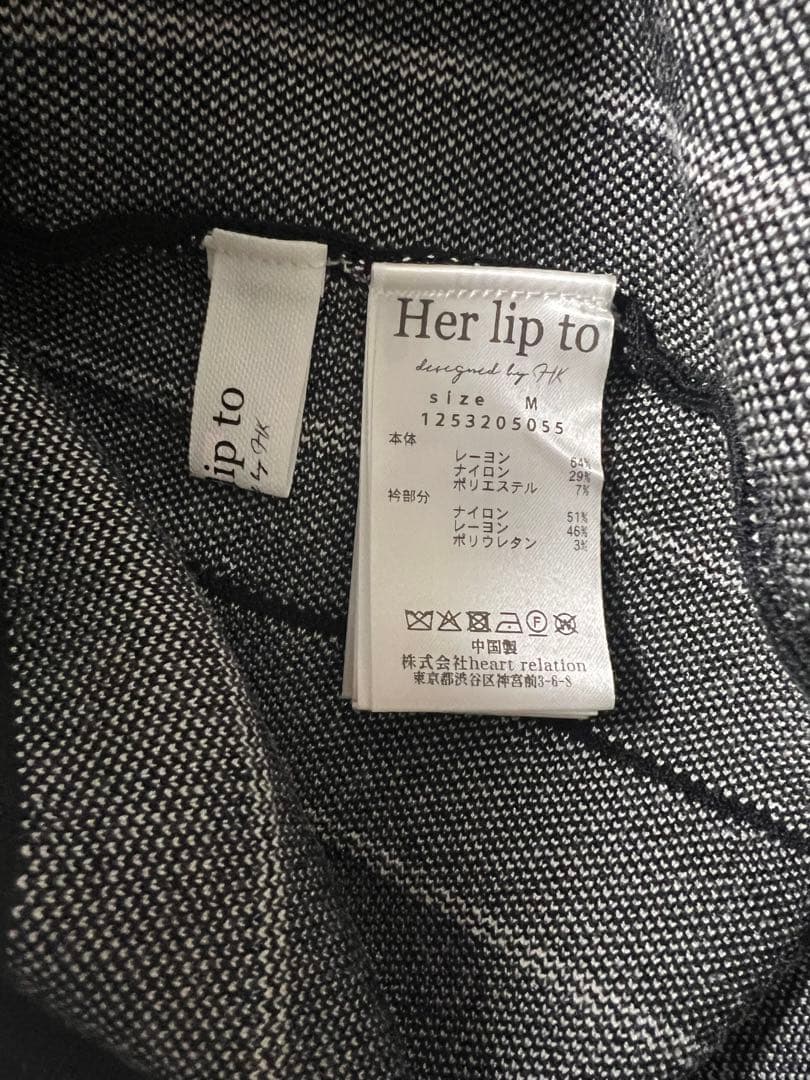 Her lip to
designed by HK
size M
1253205055
本体
レーヨン 64%
ナイロン 29%
ポリエステル 7%
衿部分
ナイロン 51%
レーヨン 46%
ポリウレタン 3%
F
中国製
株式会社heart relation
東京都渋谷区神宮前3-6-8
ip to
by HK